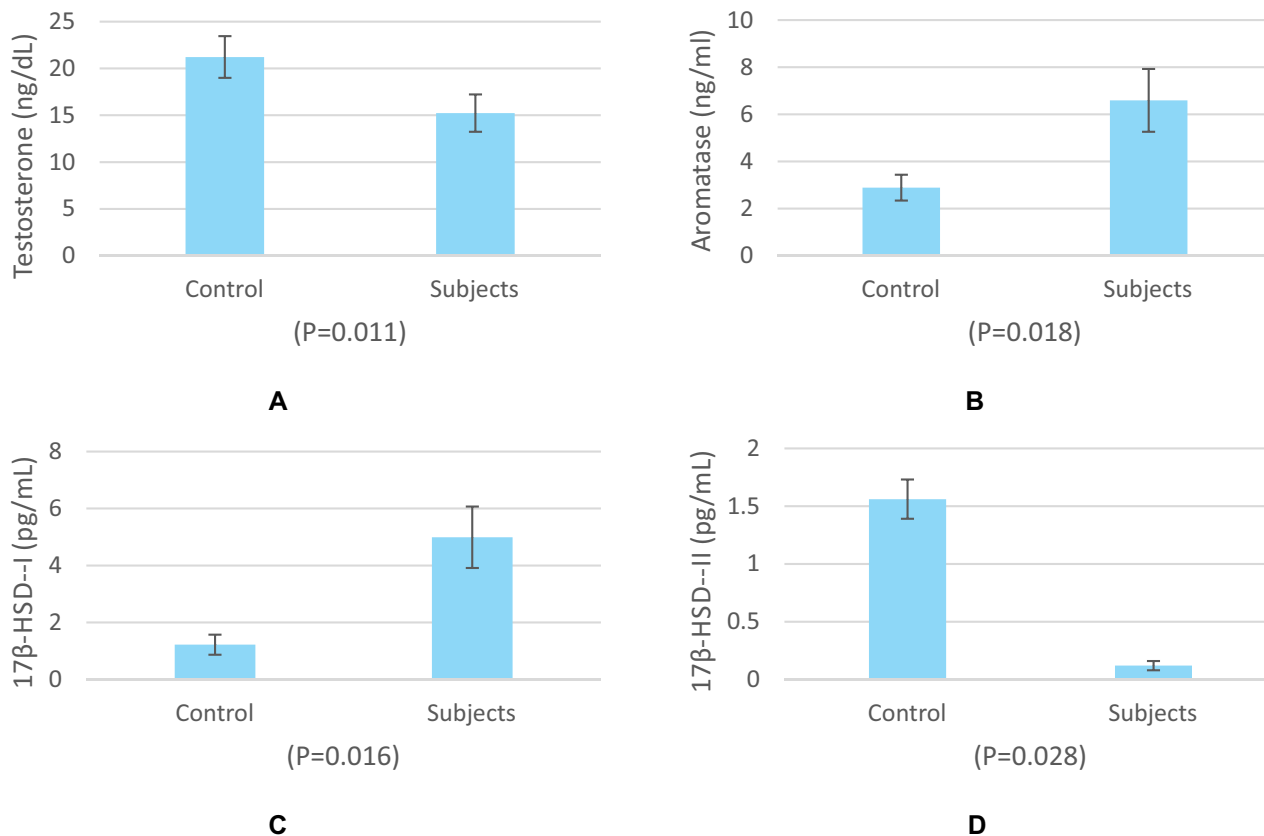 Testosterone (ng/dL)
25
20
15
10
5
0
Control Subjects
(P=0.011)
A
Aromatase (ng/ml)
10
8
6
4
2
0
Control Subjects
(P=0.018)
B
17β-HSD--I (pg/mL)
8
6
4
2
0
Control Subjects
(P=0.016)
C
17β-HSD--II (pg/mL)
2
1.5
1
0.5
0
Control Subjects
(P=0.028)
D